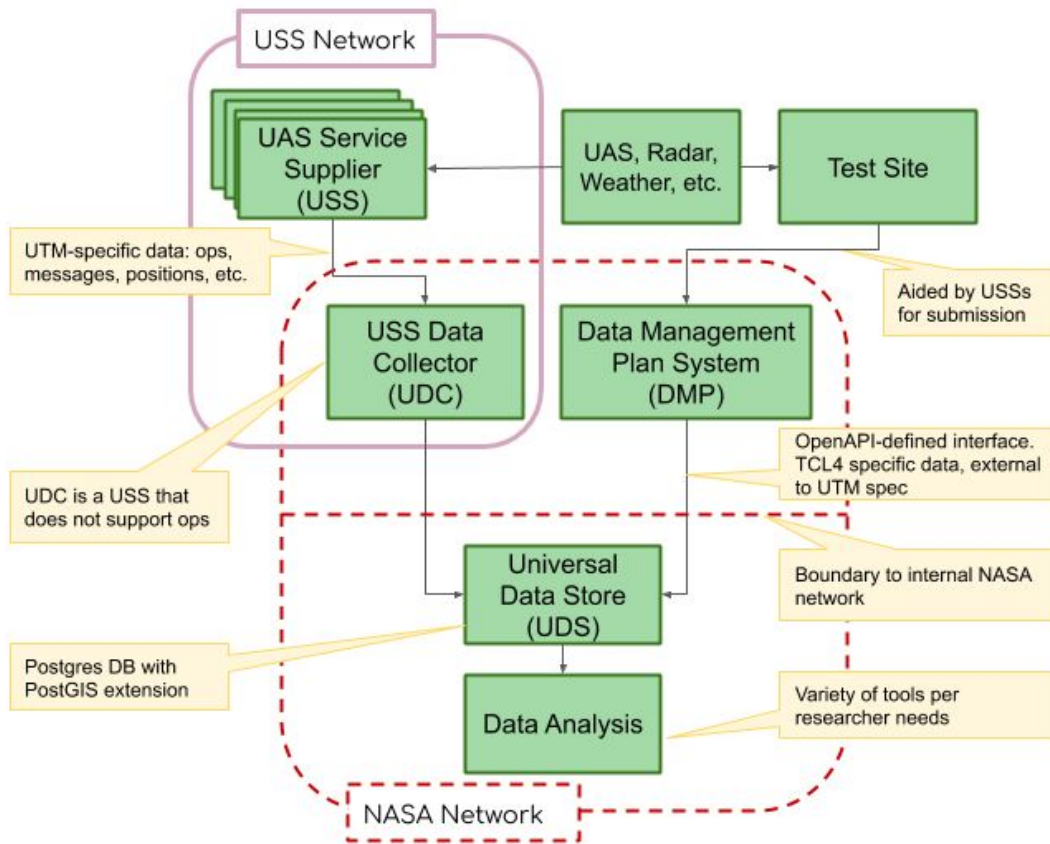 USS Network
UAS Service
Supplier
(USS)
UAS, Radar,
Weather, etc.
Test Site
UTM-specific data: ops,
messages, positions, etc.
Aided by USSs
for submission
USS Data
Collector
(UDC)
Data Management
Plan System
(DMP)
OpenAPI-defined interface.
TCL4 specific data, external
to UTM spec
UDC is a USS that
does not support ops
Universal
Data Store
(UDS)
Boundary to internal NASA
network
Postgres DB with
PostGIS extension
Data Analysis
Variety of tools per
researcher needs
NASA Network